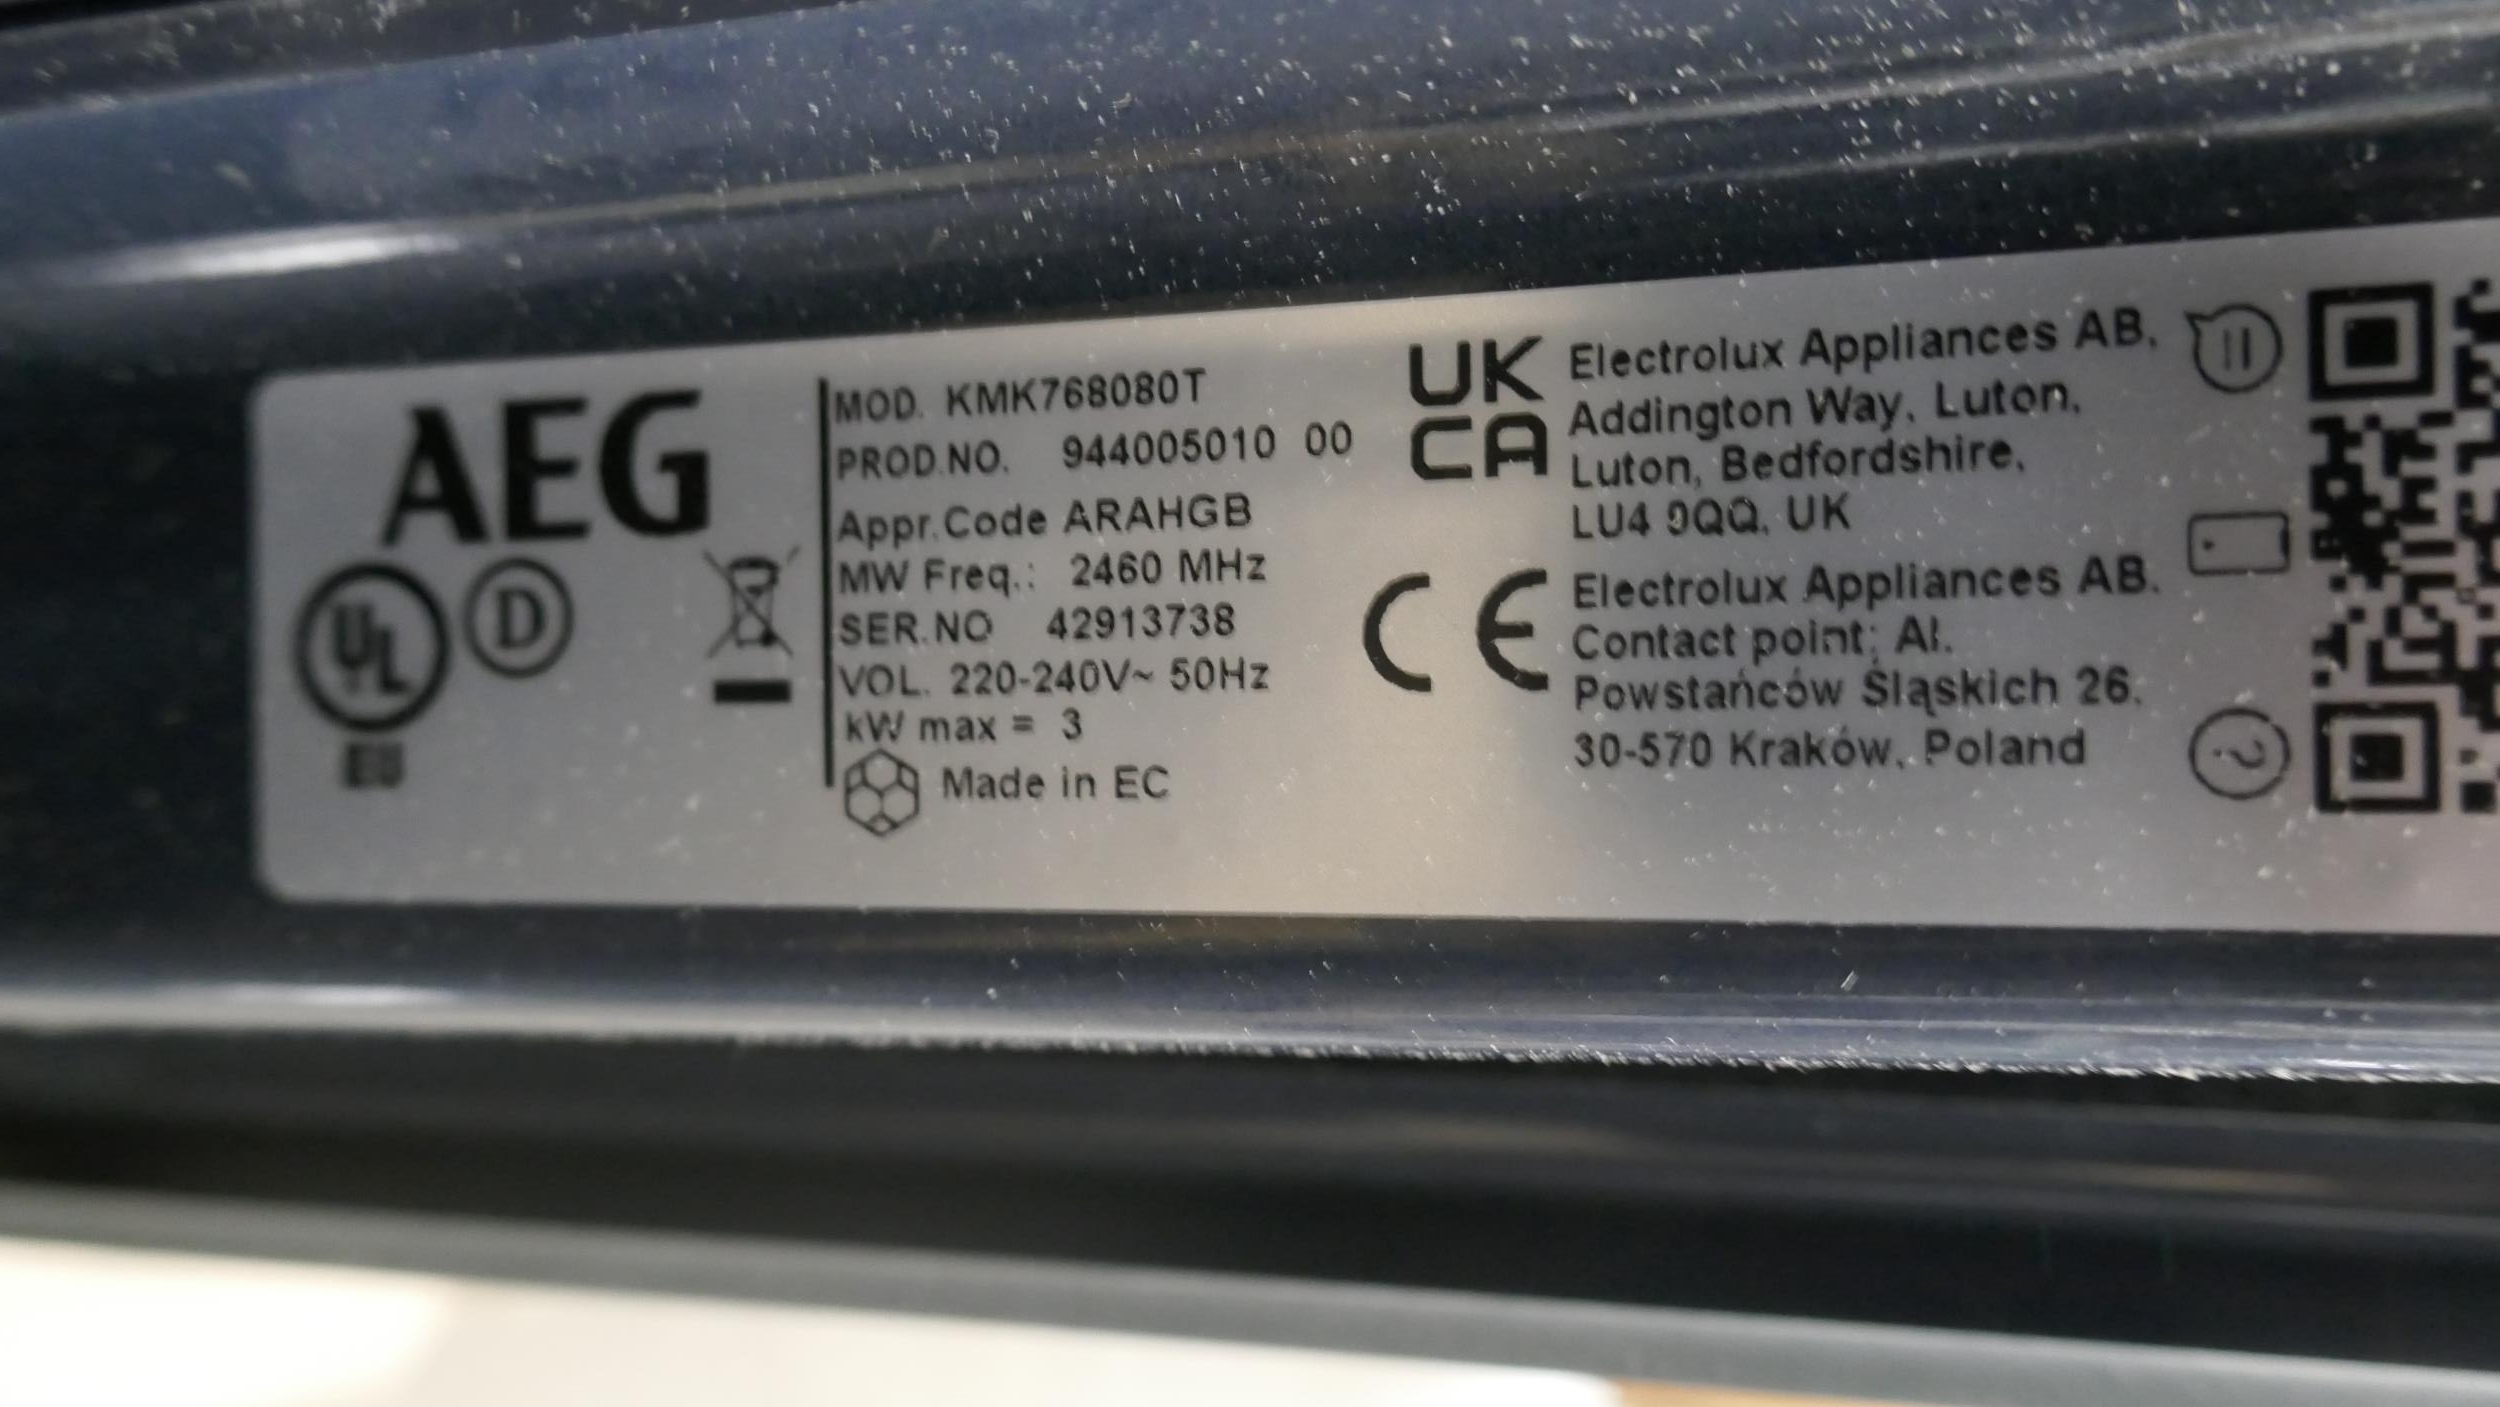 AEG
UL
D
EU
MOD. KMK768080T
PROD.NO. 944005010 00
Appr.Code ARAHGB
MW Freq.: 2460 MHz
SER.NO 42913738
VOL. 220-240V~ 50Hz
kW max = 3
Made in EC
UK
CA
CE
Electrolux Appliances AB,
Addington Way, Luton,
Luton, Bedfordshire,
LU4 9QQ, UK
Electrolux Appliances AB.
Contact point: Al.
Powstańców Śląskich 26,
30-570 Kraków, Poland
?